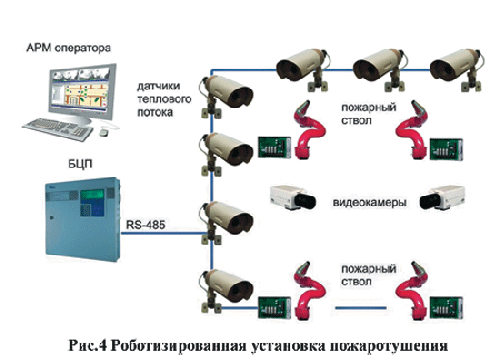 АРМ оператора
датчики
теплового
потока
пожарный
ствол
БЦП
RS-485
видеокамеры
пожарный
ствол
Рис.4 Роботизированная установка пожаротушения